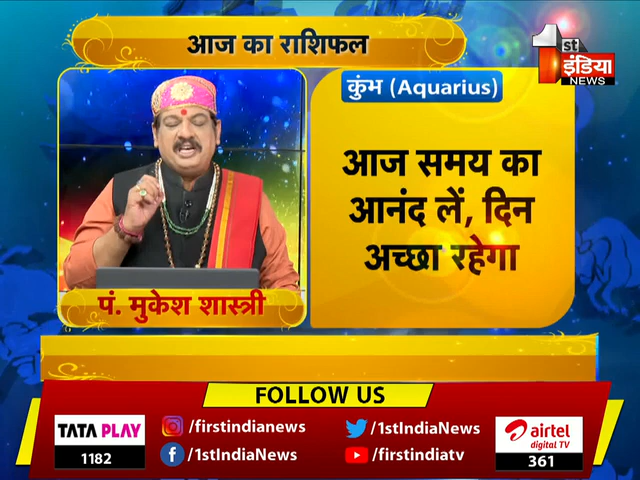 आज का राशिफल
1st
इंडिया
NEWS
कुंभ (Aquarius)
आज समय का
आनंद लें, दिन
अच्छा रहेगा
पं. मुकेश शास्त्री
FOLLOW US
TATA PLAY
1182
/firstindianews
/1stIndiaNews
/1stIndiaNews
/firstindiatv
airtel
digital TV
361